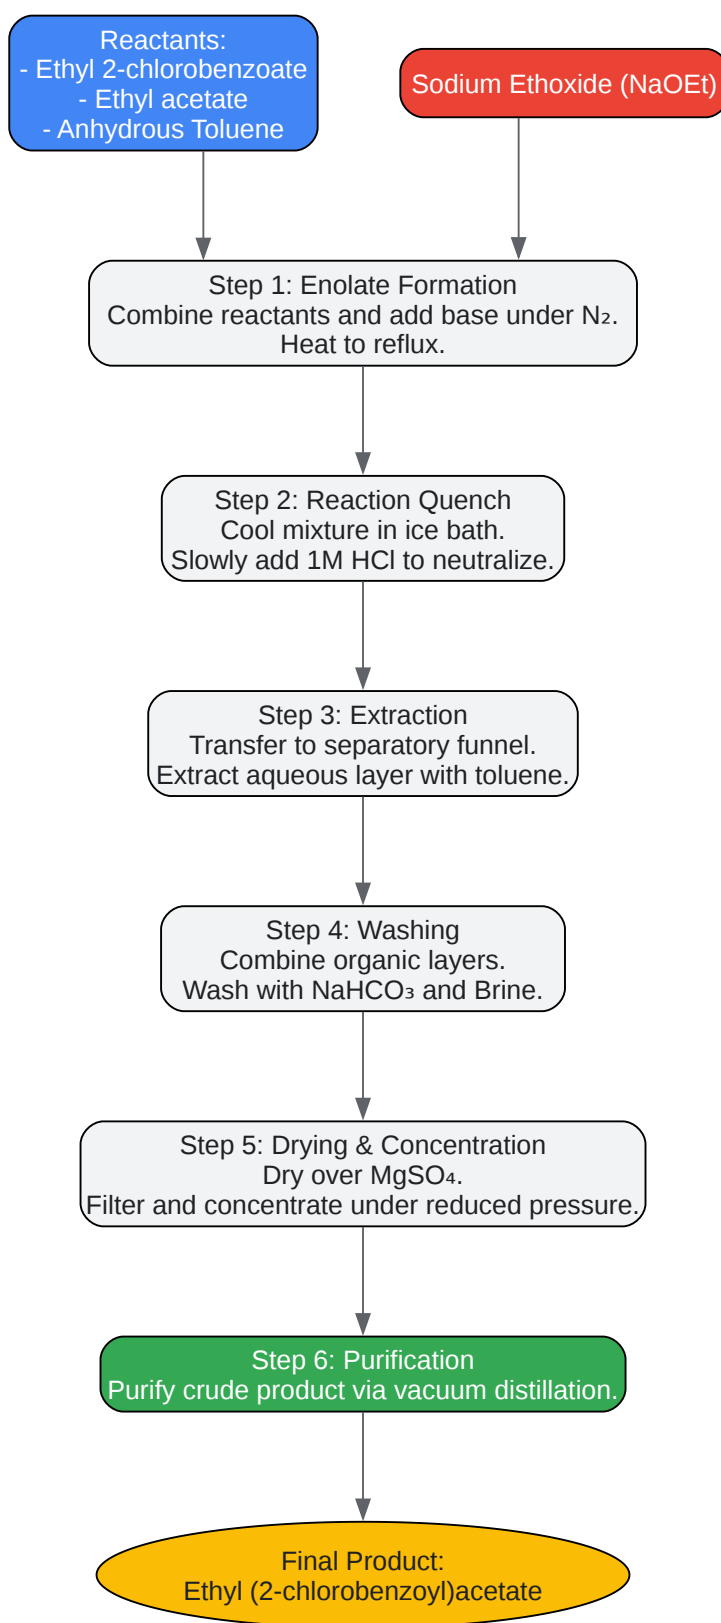 Reactants:
- Ethyl 2-chlorobenzoate
- Ethyl acetate
- Anhydrous Toluene
Sodium Ethoxide (NaOEt)
Step 1: Enolate Formation
Combine reactants and add base under N₂.
Heat to reflux.
Step 2: Reaction Quench
Cool mixture in ice bath.
Slowly add 1M HCl to neutralize.
Step 3: Extraction
Transfer to separatory funnel.
Extract aqueous layer with toluene.
Step 4: Washing
Combine organic layers.
Wash with NaHCO₃ and Brine.
Step 5: Drying & Concentration
Dry over MgSO₄.
Filter and concentrate under reduced pressure.
Step 6: Purification
Purify crude product via vacuum distillation.
Final Product:
Ethyl (2-chlorobenzoyl)acetate